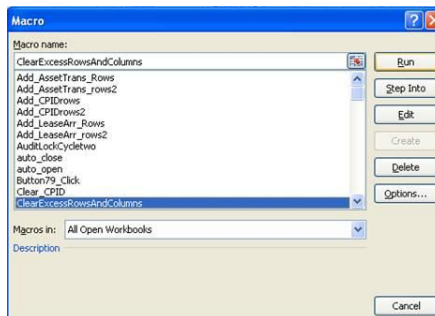 Macro
Macro name:
ClearExcessRowsAndColumns
Run
Add_AssetTrans_Rows
Add_AssetTrans_rows2
Add_CPIDrows
Add_CPIDrows2
Add_LeaseArr_Rows
Add_LeaseArr_rows2
AuditLockCycletwo
auto_close
auto_open
Button79_Click
Clear_CPID
ClearExcessRowsAndColumns
Step Into
Edit
Create
Delete
Options...
Macros in: All Open Workbooks
Description
Cancel